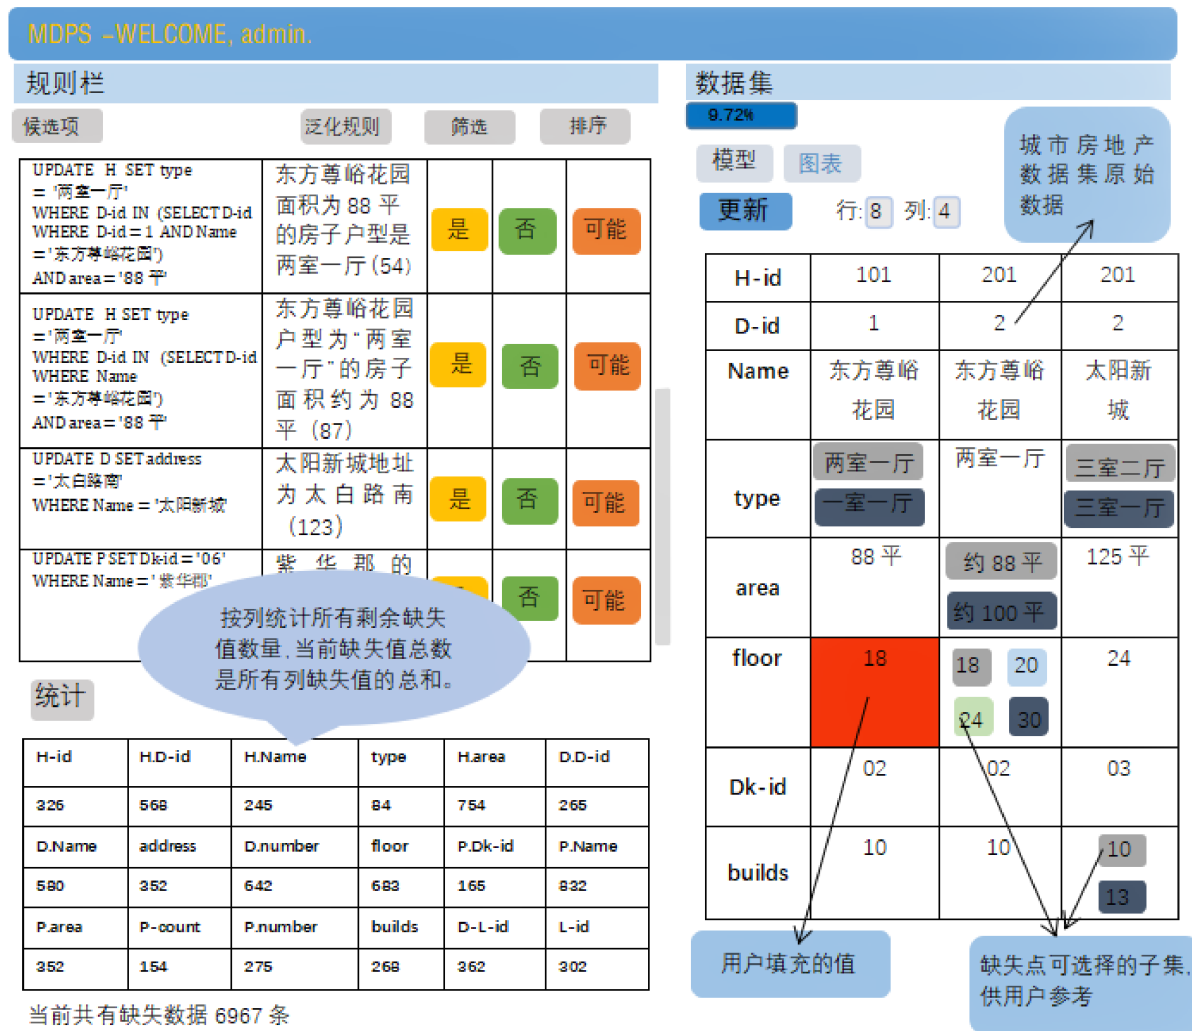 MDPS –WELCOME, admin.
规则栏
候选项
泛化规则
筛选
排序
UPDATE H SET type
= '两室一厅'
WHERE D-id IN (SELECT D-id
WHERE D-id = 1 AND Name
= '东方尊峪花园')
AND area = '88 平'
东方尊峪花园
面积为 88 平
的房子户型是
两室一厅(54)
是
否
可能
UPDATE H SET type
= '两室一厅'
WHERE D-id IN (SELECT D-id
WHERE Name
= '东方尊峪花园')
AND area = '88 平'
东方尊峪花园
户型为“两室
一厅”的房子
面积约为 88
平 (87)
是
否
可能
UPDATE D SET address
= '太白路南'
WHERE Name = '太阳新城'
太阳新城地址
为太白路南
(123)
是
否
可能
UPDATE P SET Dk-id = '06'
WHERE Name = '紫华郡'
紫华郡的
否
可能
按列统计所有剩余缺失
值数量,当前缺失值总数
是所有列缺失值的总和。
统计
H-id H.D-id H.Name type H.area D.D-id
326 568 245 84 754 265
D.Name address D.number floor P.Dk-id P.Name
580 352 642 683 165 832
P.area P-count P.number builds D-L-id L-id
352 154 275 268 362 302
当前共有缺失数据 6967 条
数据集
9.72%
模型
图表
更新
行: 8 列: 4
城市房地产
数据集原始
数据
H-id 101 201 201
D-id 1 2 2
Name 东方尊峪 东方尊峪 太阳新
花园 花园 城
type 两室一厅 两室一厅 三室二厅
一室一厅 三室一厅
area 88 平 约 88 平 125 平
约 100 平
floor 18 18 20 24
24 30
Dk-id 02 02 03
builds 10 10 10
13
用户填充的值
缺失点可选择的子集,
供用户参考